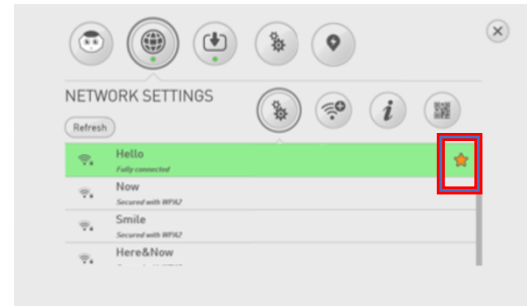 NETWORK SETTINGS
Refresh
Hello
Fully connected
Now
Secured with WPA2
Smile
Secured with WPA2
Here&Now